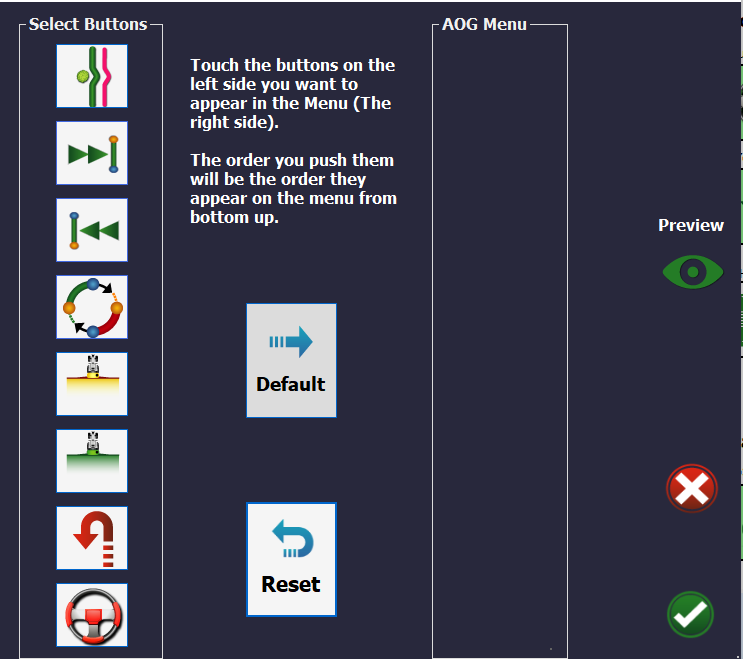 Select Buttons
AOG Menu
Touch the buttons on the
left side you want to
appear in the Menu (The
right side).
The order you push them
will be the order they
appear on the menu from
bottom up.
Preview
Default
Reset